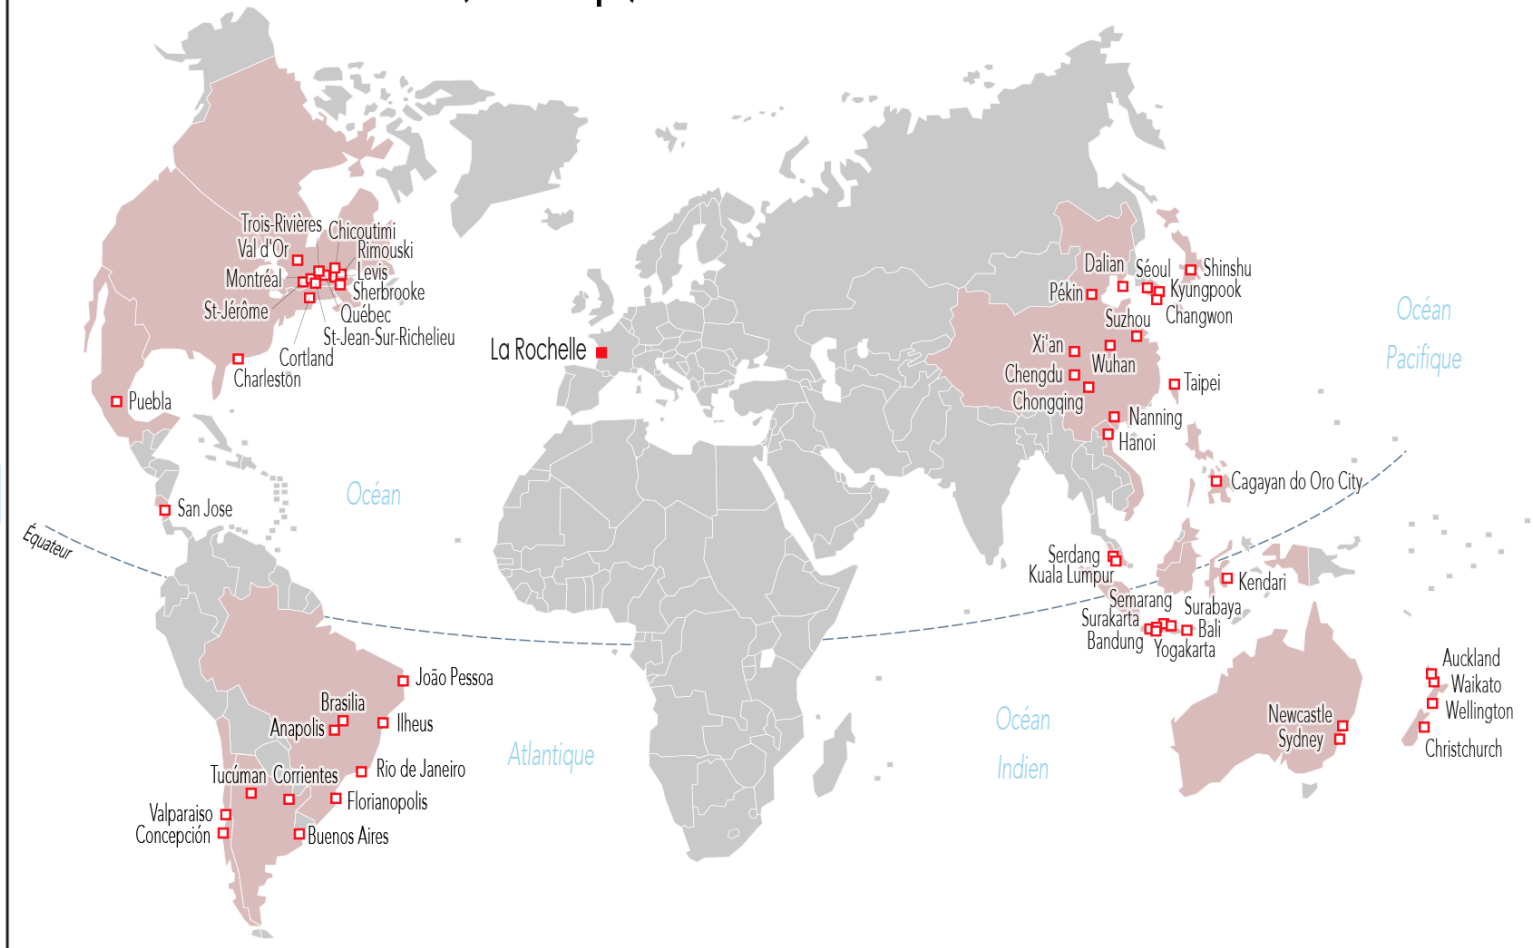 Trois-Rivières
Chicoutimi
Val d'Or
Rimouski
Montréal
Levis
Sherbrooke
St-Jérôme
Québec
St-Jean-Sur-Richelieu
Cortland
Charleston
Puebla
San Jose
Équateur
Océan
Atlantique
La Rochelle
João Pessoa
Brasilia
Anapolis
Ilheus
Rio de Janeiro
Tucúman
Corrientes
Florianopolis
Valparaiso
Concepción
Buenos Aires
Dalian
Séoul
Shinshu
Pékin
Kyungpook
Changwon
Suzhou
Xi'an
Wuhan
Chengdu
Chongqing
Taipei
Nanning
Hanoi
Cagayan do Oro City
Océan
Pacifique
Serdang
Kuala Lumpur
Kendari
Semarang
Surabaya
Surakarta
Bali
Bandung
Yogakarta
Océan
Indien
Newcastle
Sydney
Auckland
Waikato
Wellington
Christchurch